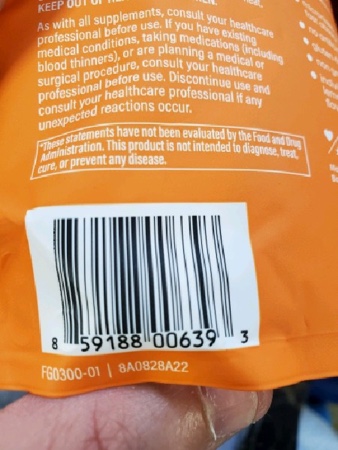 KEEP OUT OF
As with all supplements, consult your healthcare
professional before use. If you have existing
medical conditions, taking medications (including
blood thinners), or are planning a medical or
surgical procedure, consult your healthcare
professional before use. Discontinue use and
consult your healthcare professional if any
unexpected reactions occur.
*These statements have not been evaluated by the Food and Drug
Administration. This product is not intended to diagnose, treat,
cure, or prevent any disease.
8 59188 00639 3
FG0300-01 | 8A0828A22